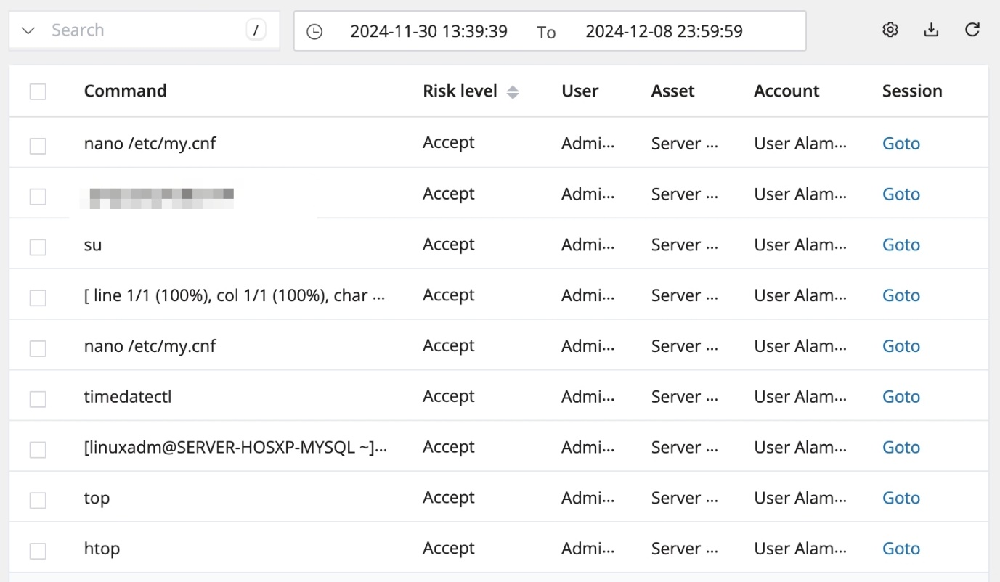 Search /
2024-11-30 13:39:39 To 2024-12-08 23:59:59
Command Risk level User Asset Account Session
nano /etc/my.cnf Accept Admi··· Server ··· User Alam··· Goto
Accept Admi··· Server ··· User Alam··· Goto
su Accept Admi··· Server ··· User Alam··· Goto
[ line 1/1 (100%), col 1/1 (100%), char ··· Accept Admi··· Server ··· User Alam··· Goto
nano /etc/my.cnf Accept Admi··· Server ··· User Alam··· Goto
timedatectl Accept Admi··· Server ··· User Alam··· Goto
[linuxadm@SERVER-HOSXP-MYSQL ~]··· Accept Admi··· Server ··· User Alam··· Goto
top Accept Admi··· Server ··· User Alam··· Goto
htop Accept Admi··· Server ··· User Alam··· Goto